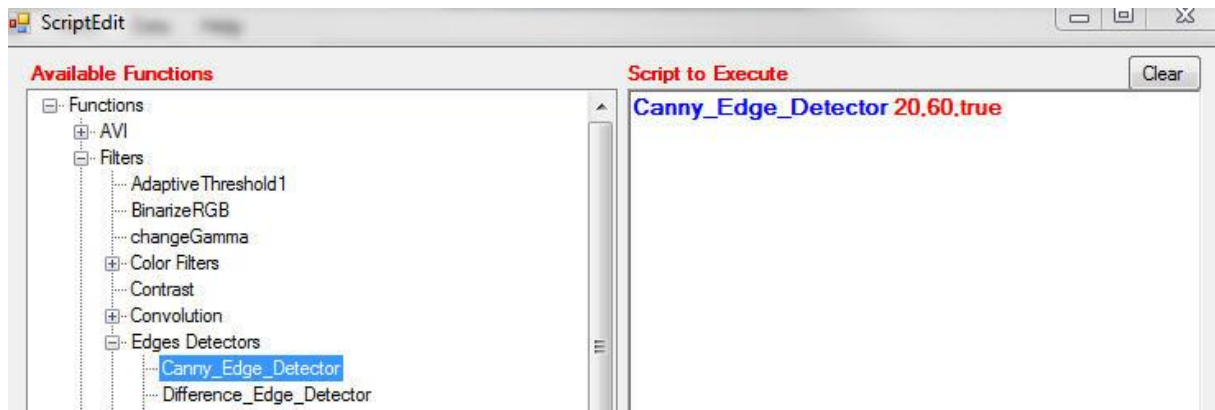 ScriptEdit
Available Functions
Script to Execute
Clear
Functions
AVI
Filters
AdaptiveThreshold1
BinarizeRGB
changeGamma
Color Filters
Contrast
Convolution
Edges Detectors
Canny_Edge_Detector
Difference_Edge_Detector
Canny_Edge_Detector 20,60,true